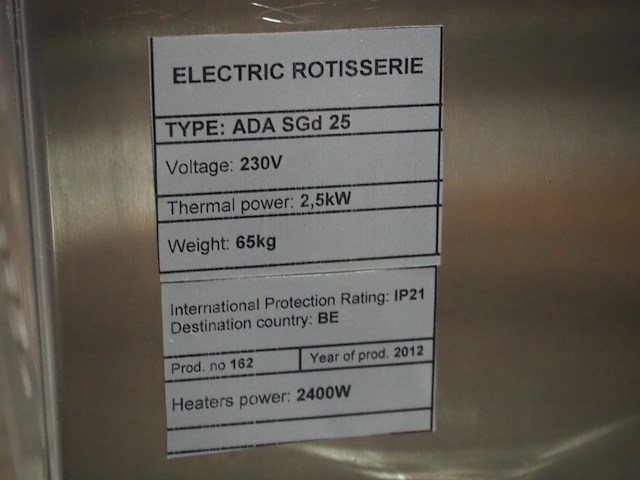 ELECTRIC ROTISSERIE
TYPE: ADA SGd 25
Voltage: 230V
Thermal power: 2,5kW
Weight: 65kg
International Protection Rating: IP21
Destination country: BE
Prod. no 162 Year of prod. 2012
Heaters power: 2400W